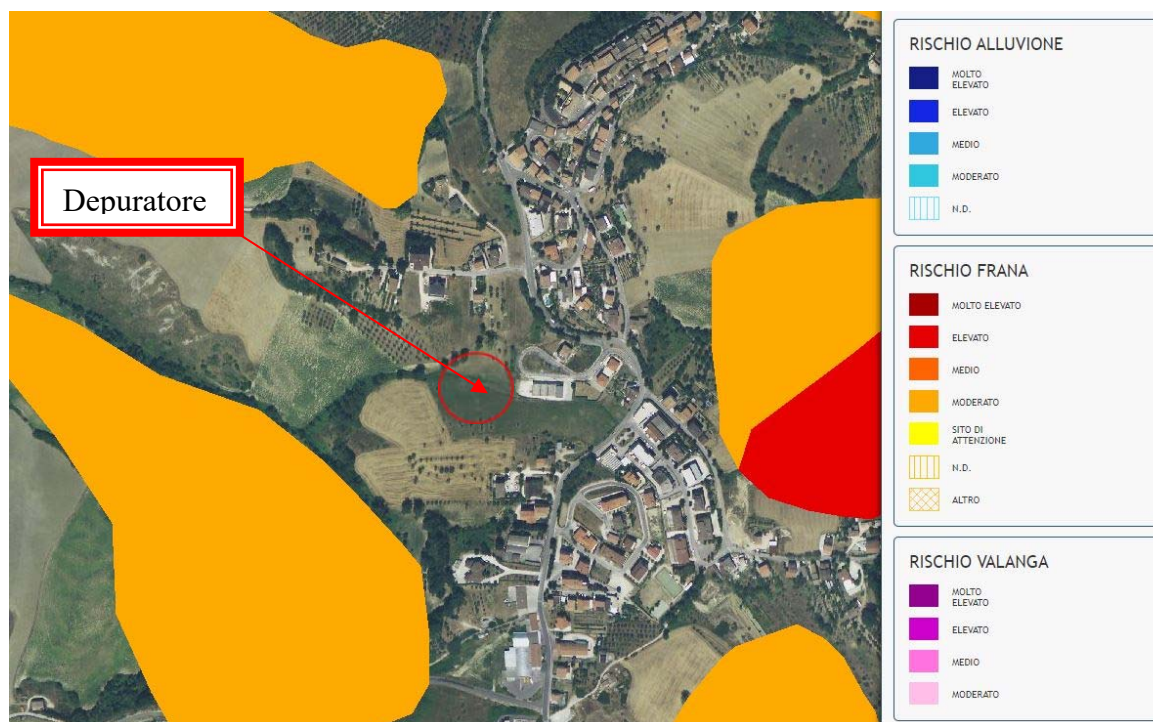 Depuratore
RISCHIO ALLUVIONE
MOLTO
ELEVATO
ELEVATO
MEDIO
MODERATO
N.D.
RISCHIO FRANA
MOLTO ELEVATO
ELEVATO
MEDIO
MODERATO
SITO DI
ATTENZIONE
N.D.
ALTRO
RISCHIO VALANGA
MOLTO
ELEVATO
ELEVATO
MEDIO
MODERATO